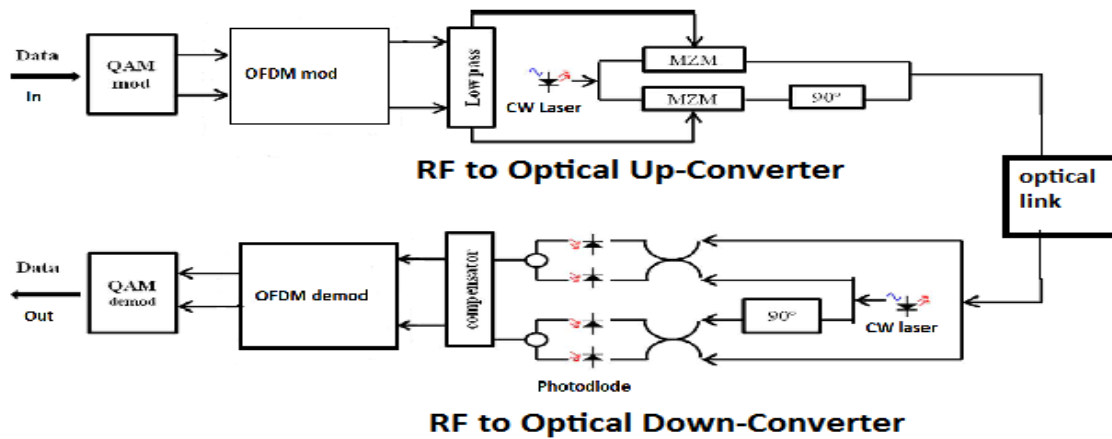 Data
In
QAM
mod
OFDM mod
Low pass
CW Laser
MZM
MZM
90°
RF to Optical Up-Converter
optical
link
Data
Out
QAM
demod
OFDM demod
compensator
90°
CW laser
Photodiode
RF to Optical Down-Converter